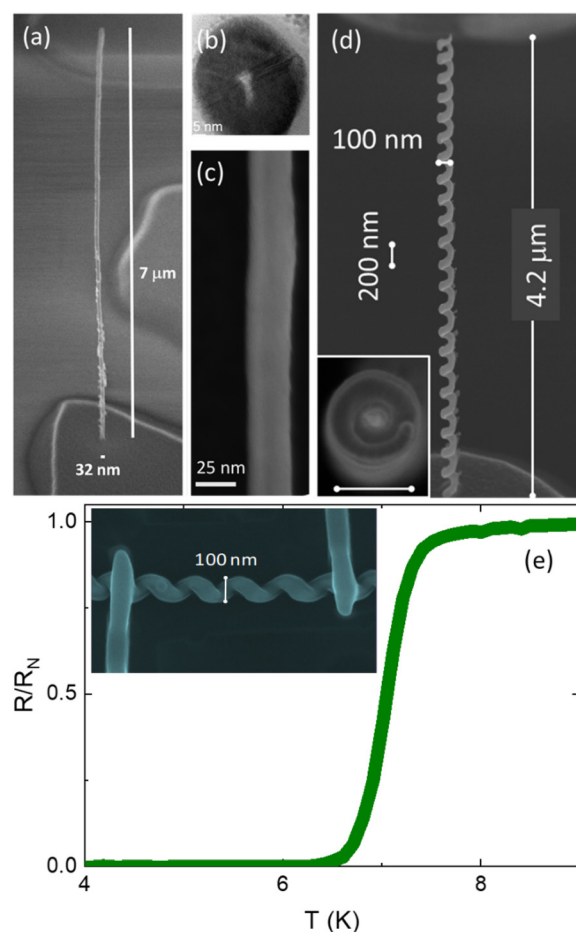 (a)
7 μm
32 nm
(b)
5 nm
(c)
25 nm
(d)
100 nm
200 nm
4.2 μm
(e)
100 nm
1.0
0.5
0.0
R/R_N
4
6
8
T (K)